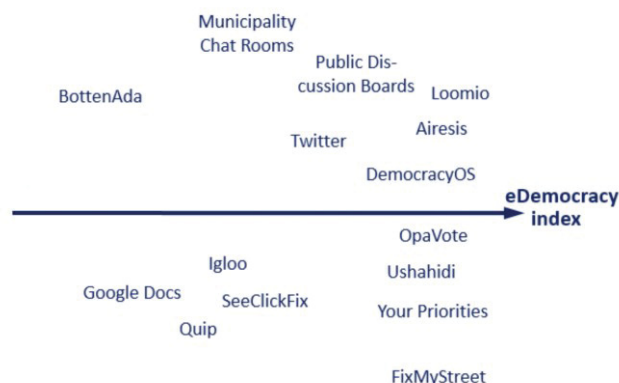 Municipality
Chat Rooms
Public Dis-
cussion Boards
Loomio
BottenAda
Airesis
Twitter
DemocracyOS
eDemocracy
index
OpaVote
Igloo
Ushahidi
Google Docs
SeeClickFix
Your Priorities
Quip
FixMyStreet